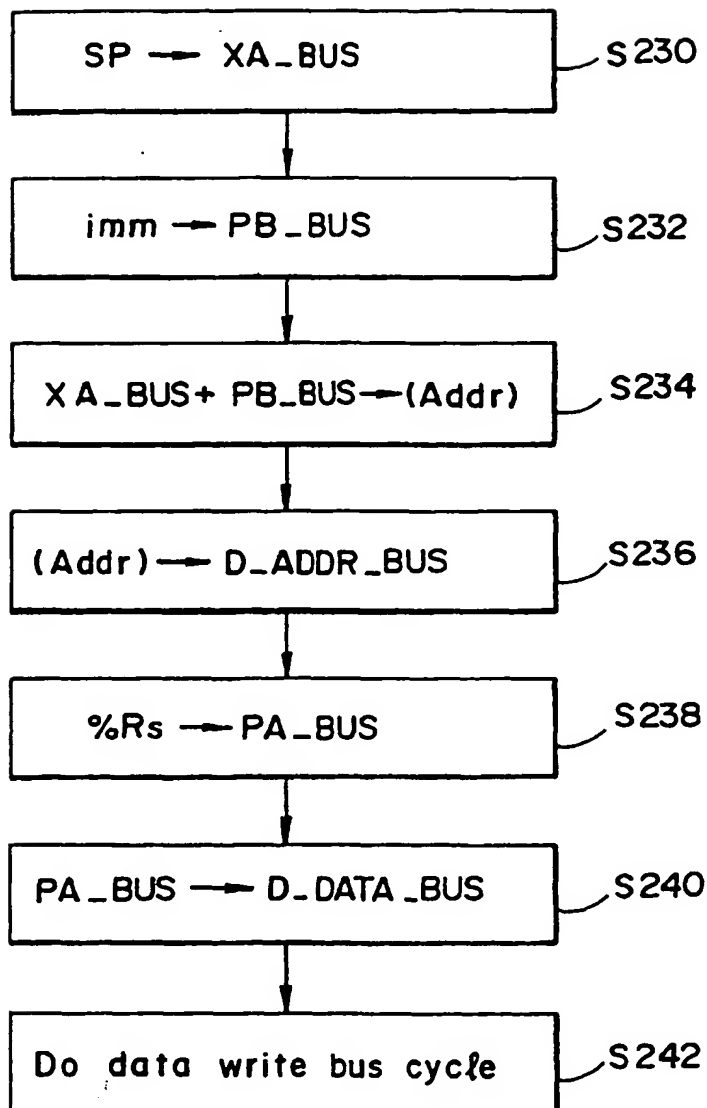 SP → XA_BUS S230
imm → PB_BUS S232
XA_BUS + PB_BUS → (Addr) S234
(Addr) → D_ADDR_BUS S236
%Rs → PA_BUS S238
PA_BUS → D_DATA_BUS S240
Do data write bus cycle S242